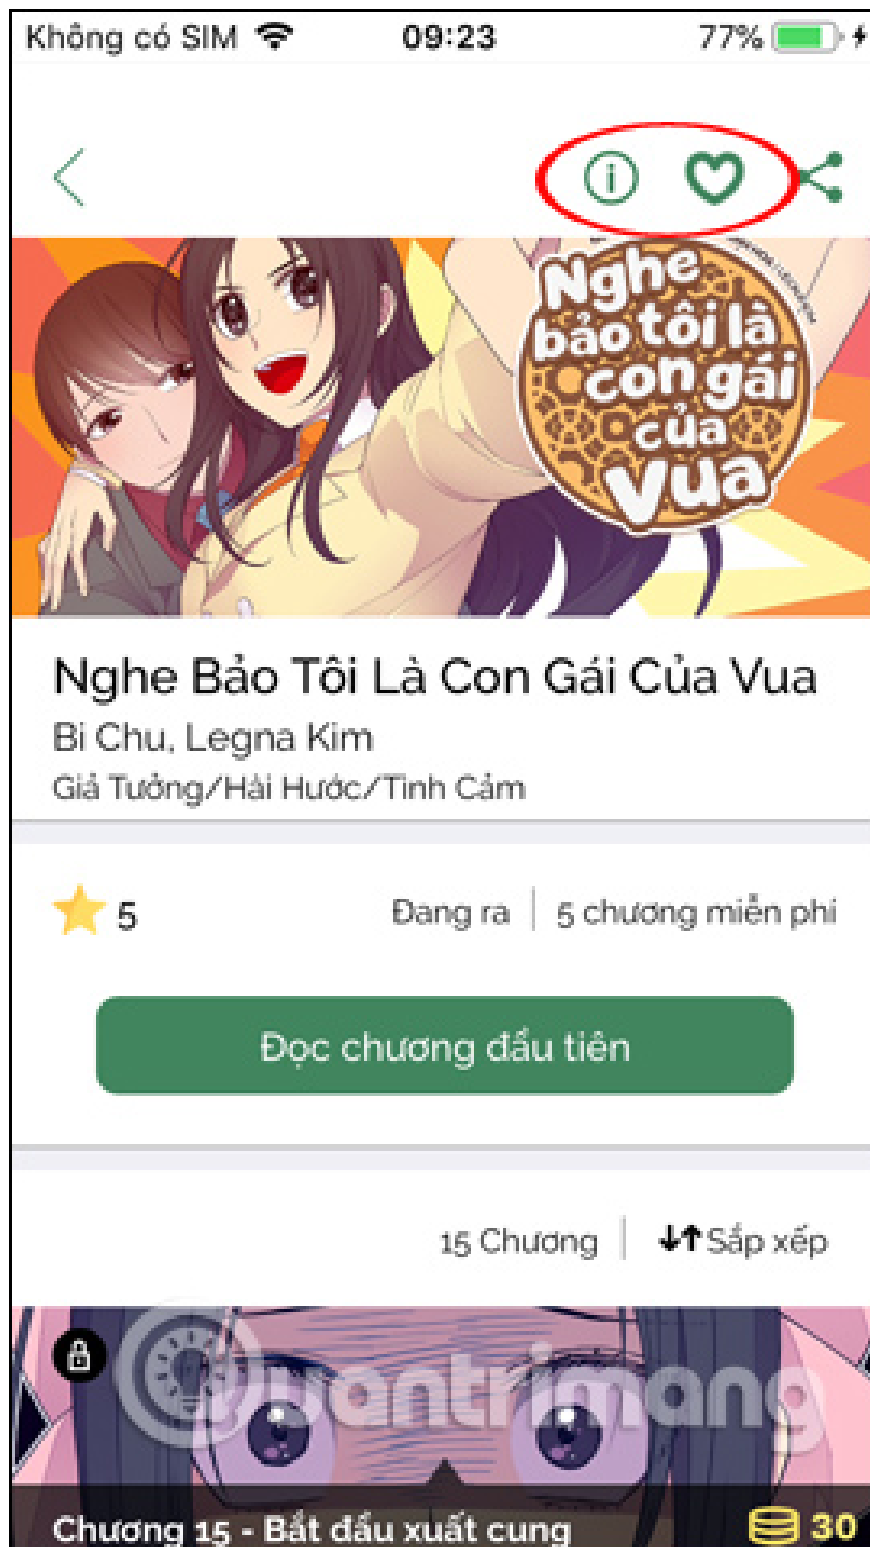 Không có SIM
09:23
77%
Nghe
bảo tôi là
con gái
của
Vua
Nghe Bảo Tôi Là Con Gái Của Vua
Bi Chu, Legna Kim
Giả Tưởng/Hài Hước/Tình Cảm
5
Đang ra
5 chương miễn phí
Đọc chương đầu tiên
15 Chương
Sắp xếp
uantrimang
Chương 15 - Bắt đầu xuất cung
30